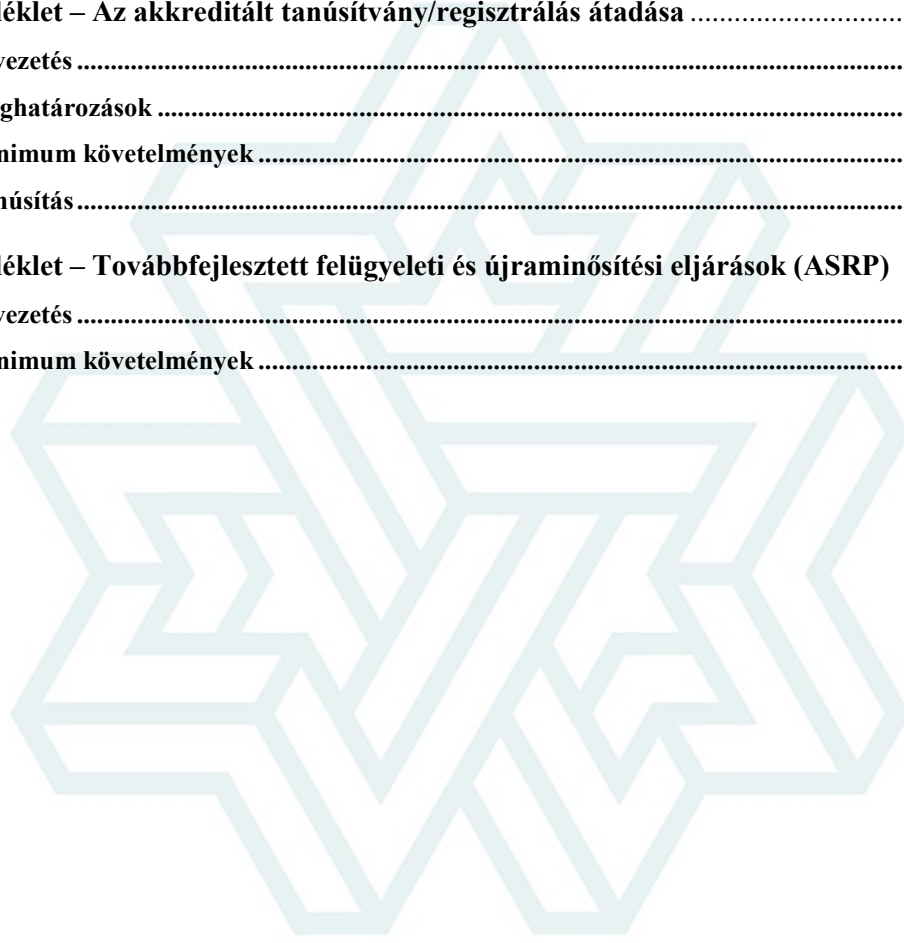 léklet – Az akkreditált tanúsítvány/regisztrálás átadása ....................
vezetés ....................................................................................................
ghatározások ....................................................................................................
nimum követelmények ....................................................................................................
núsítás ....................................................................................................
léklet – Továbbfejlesztett felügyeleti és újraminősítési eljárások (ASRP)
vezetés ....................................................................................................
nimum követelmények ....................................................................................................